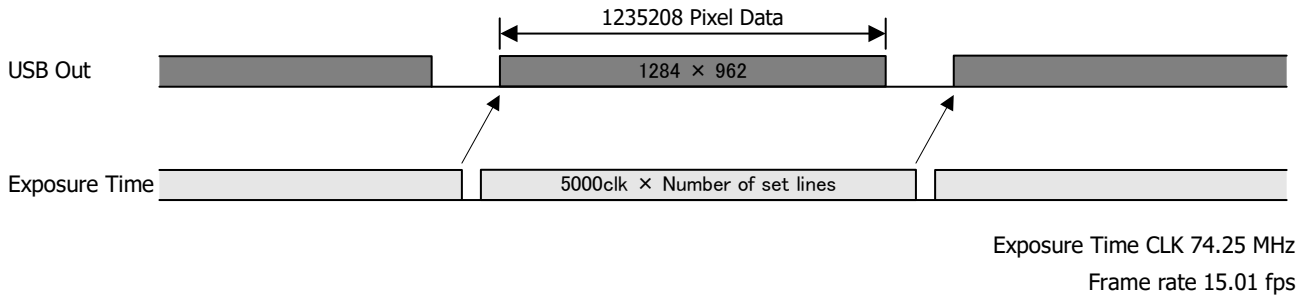 1235208 Pixel Data
USB Out
1284 × 962
Exposure Time
5000clk × Number of set lines
Exposure Time CLK 74.25 MHz
Frame rate 15.01 fps